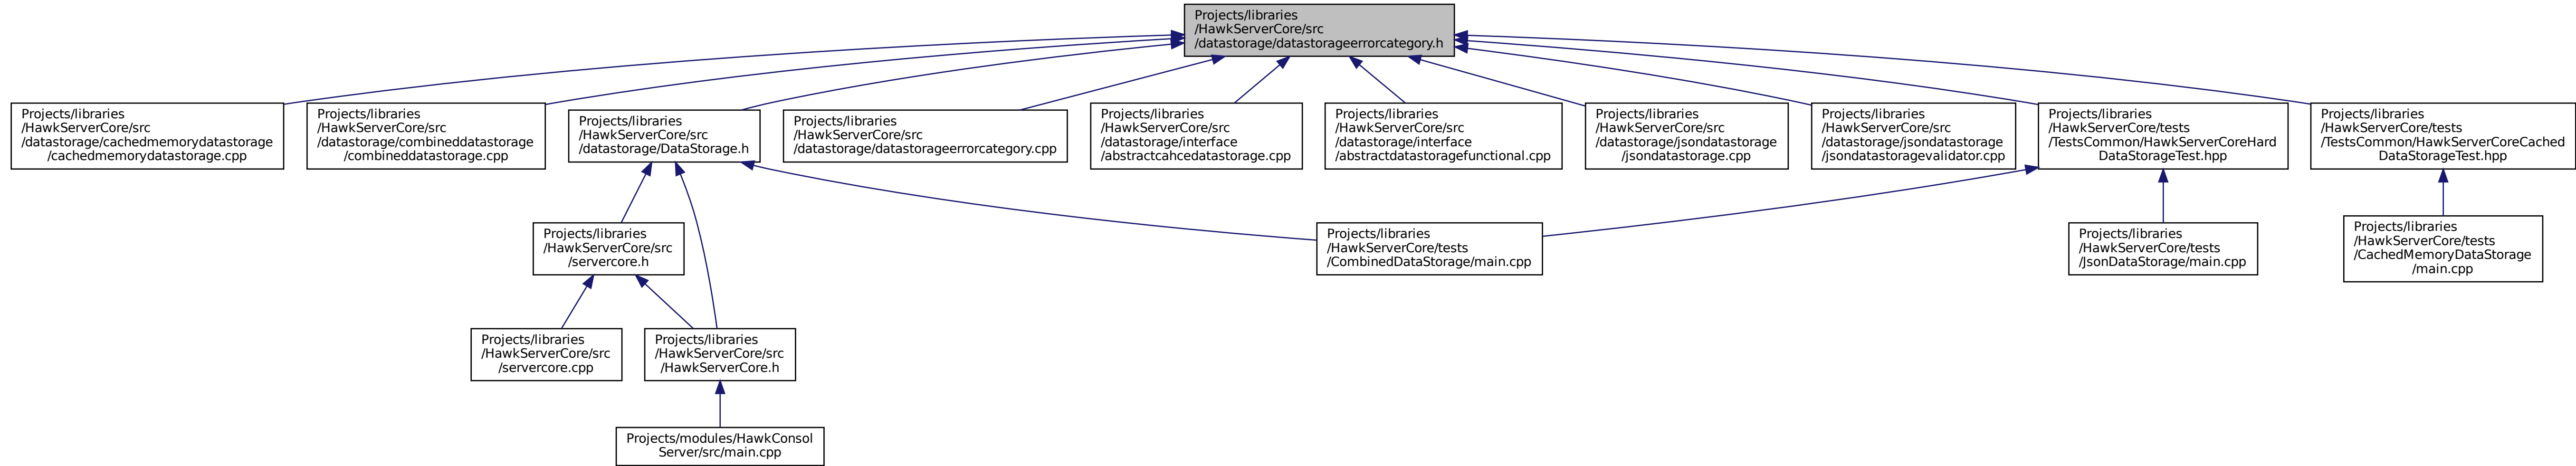 Projects/libraries
/HawkServerCore/src
/datastorage/datastorageerrorcategory.h
Projects/libraries
/HawkServerCore/src
/datastorage/cachedmemorydatastorage
/cachedmemorydatastorage.cpp
Projects/libraries
/HawkServerCore/src
/datastorage/combineddatastorage
/combineddatastorage.cpp
Projects/libraries
/HawkServerCore/src
/datastorage/DataStorage.h
Projects/libraries
/HawkServerCore/src
/datastorage/datastorageerrorcategory.cpp
Projects/libraries
/HawkServerCore/src
/datastorage/interface
/abstractcahcedatastorage.cpp
Projects/libraries
/HawkServerCore/src
/datastorage/interface
/abstractdatastoragefunctional.cpp
Projects/libraries
/HawkServerCore/src
/datastorage/jsondatastorage
/jsondatastorage.cpp
Projects/libraries
/HawkServerCore/src
/datastorage/jsondatastorage
/jsondatastoragevalidator.cpp
Projects/libraries
/HawkServerCore/tests
/TestsCommon/HawkServerCoreHard
DataStorageTest.hpp
Projects/libraries
/HawkServerCore/tests
/TestsCommon/HawkServerCoreCached
DataStorageTest.hpp
Projects/libraries
/HawkServerCore/src
/servercore.h
Projects/libraries
/HawkServerCore/tests
/CombinedDataStorage/main.cpp
Projects/libraries
/HawkServerCore/tests
/JsonDataStorage/main.cpp
Projects/libraries
/HawkServerCore/tests
/CachedMemoryDataStorage
/main.cpp
Projects/libraries
/HawkServerCore/src
/servercore.cpp
Projects/libraries
/HawkServerCore/src
/HawkServerCore.h
Projects/modules/HawkConsol
Server/src/main.cpp